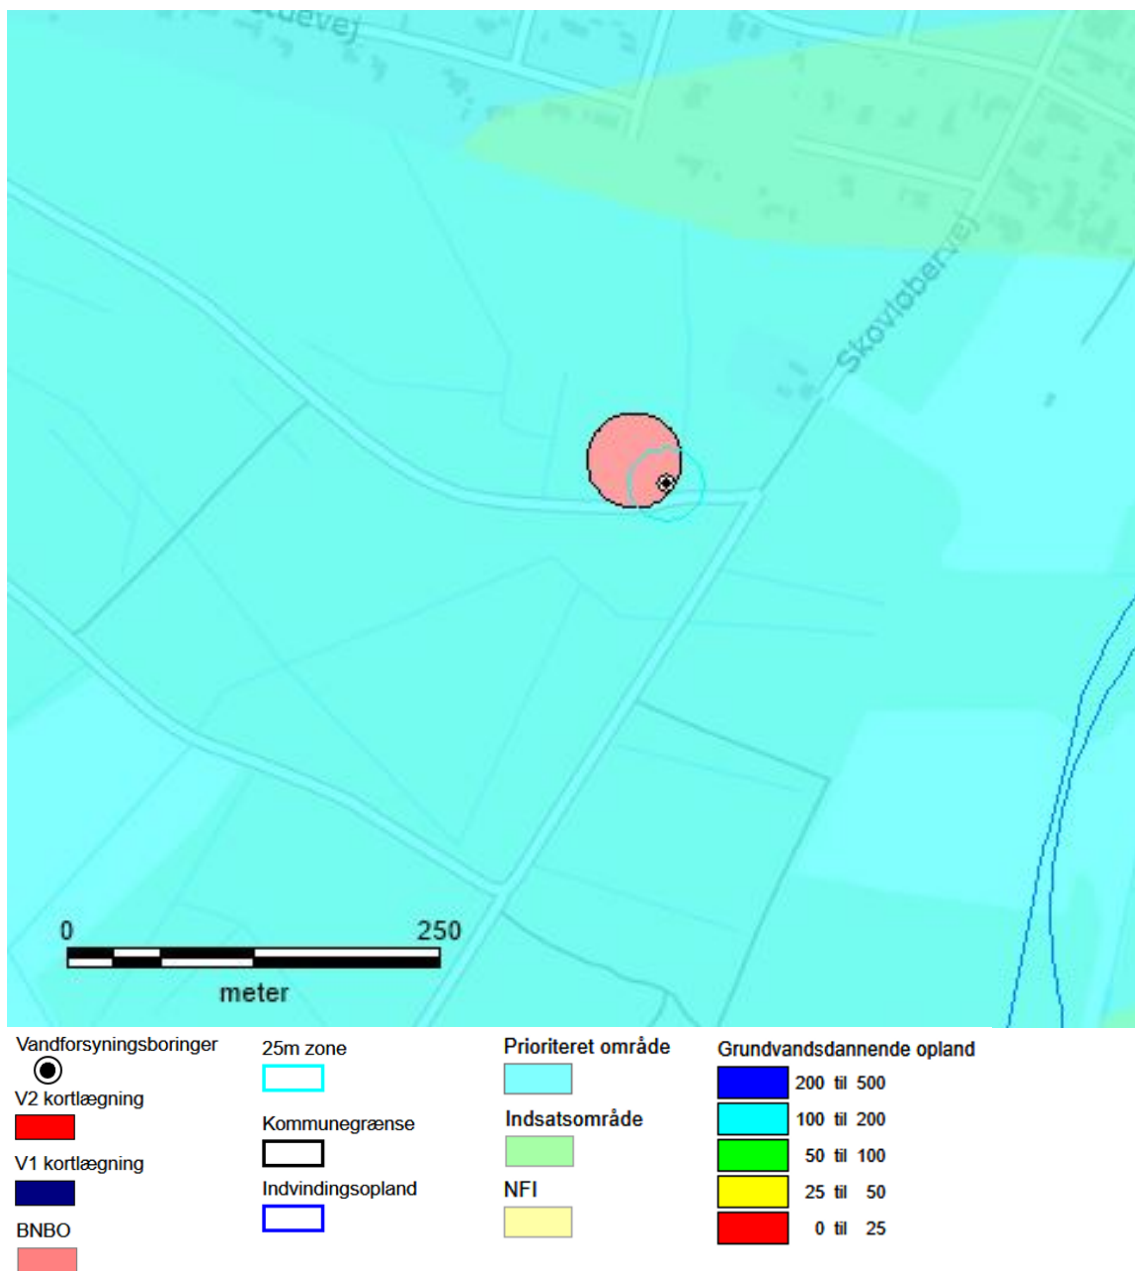 Skovløbervej
0 250
meter
Vandforsyningsboringer
V2 kortlægning
V1 kortlægning
BNBO
25m zone
Kommunegrænse
Indvindingsopland
Prioriteret område
Indsatsområde
NFI
Grundvandsdannende opland
200 til 500
100 til 200
50 til 100
25 til 50
0 til 25